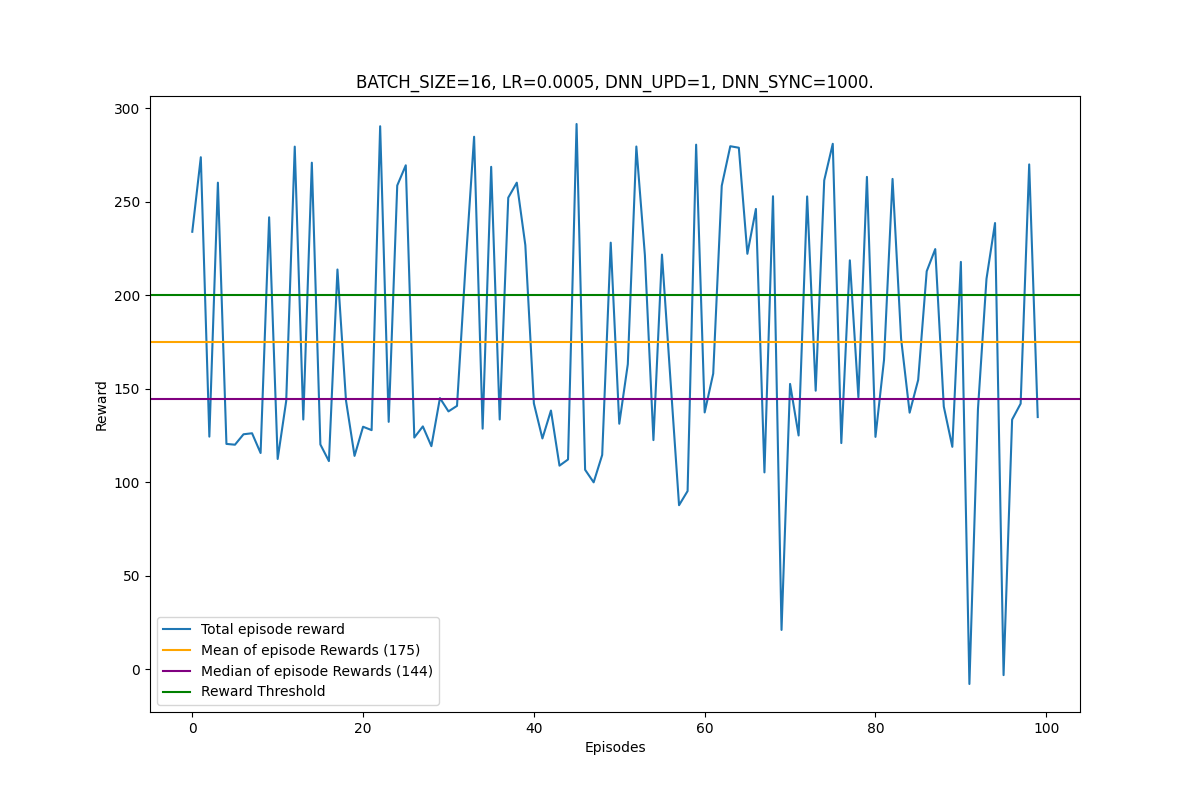 BATCH_SIZE=16, LR=0.0005, DNN_UPD=1, DNN_SYNC=1000.
300
250
200
150
100
50
0
Reward
Total episode reward
Mean of episode Rewards (175)
Median of episode Rewards (144)
Reward Threshold
0 20 40 60 80 100
Episodes